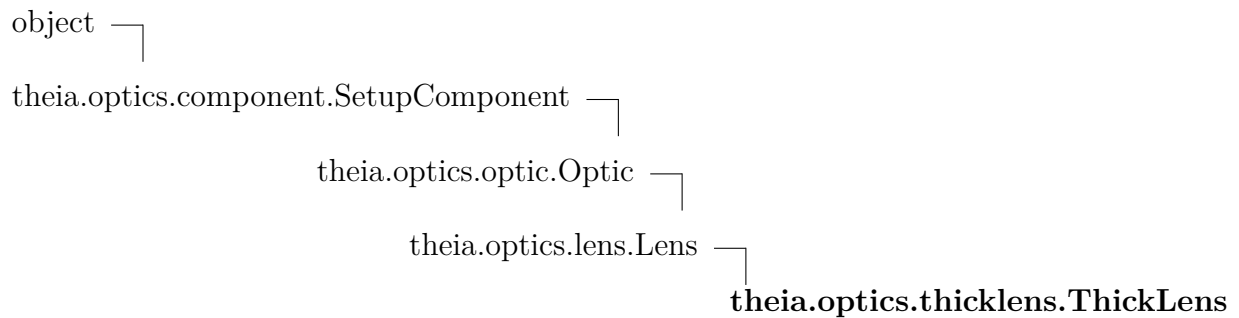 object
theia.optics.component.SetupComponent
theia.optics.optic.Optic
theia.optics.lens.Lens
theia.optics.thicklens.ThickLens